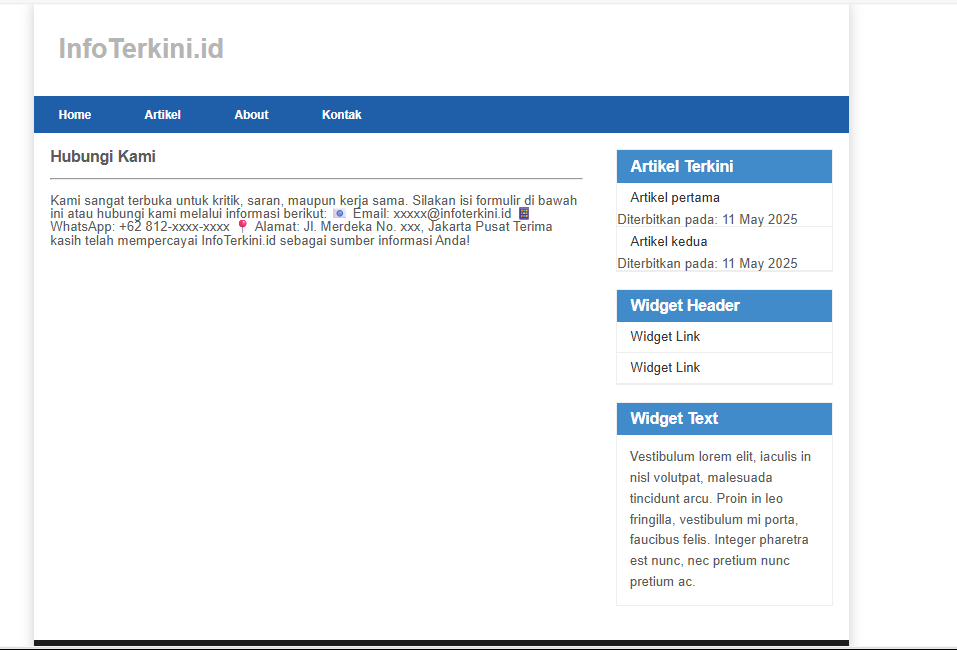 InfoTerkini.id
Home Artikel About Kontak
Hubungi Kami
Kami sangat terbuka untuk kritik, saran, maupun kerja sama. Silakan isi formulir di bawah
ini atau hubungi kami melalui informasi berikut: 📧 Email: xxxxx@infoterkini.id 📱
WhatsApp: +62 812-xxxx-xxxx 📍 Alamat: Jl. Merdeka No. xxx, Jakarta Pusat Terima
kasih telah mempercayai InfoTerkini.id sebagai sumber informasi Anda!
Artikel Terkini
Artikel pertama
Diterbitkan pada: 11 May 2025
Artikel kedua
Diterbitkan pada: 11 May 2025
Widget Header
Widget Link
Widget Link
Widget Text
Vestibulum lorem elit, iaculis in
nisl volutpat, malesuada
tincidunt arcu. Proin in leo
fringilla, vestibulum mi porta,
faucibus felis. Integer pharetra
est nunc, nec pretium nunc
pretium ac.